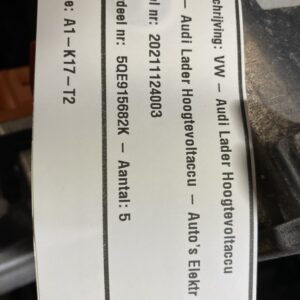 chrijving: VW – Audi Lader Hoogtevoltaccu
– Audi Lader Hoogtevoltaccu – Auto's Elektr
l nr: 20211124003
rdeel nr: 5QE915682K – Aantal: 5
e: A1-K17-T2